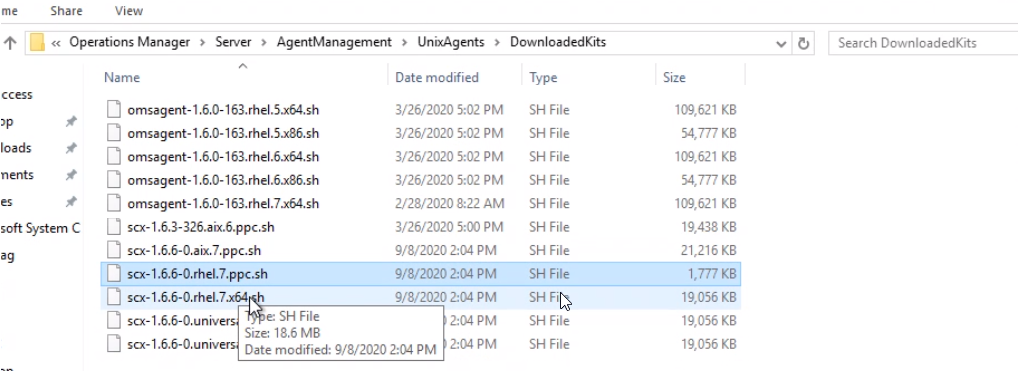 me Share View
« Operations Manager > Server > AgentManagement > UnixAgents > DownloadedKits Search DownloadedKits
Name Date modified Type Size
ccess
op
loads
ments
es
soft System C
ag
omsagent-1.6.0-163.rhel.5.x64.sh 3/26/2020 5:02 PM SH File 109,621 KB
omsagent-1.6.0-163.rhel.5.x86.sh 3/26/2020 5:02 PM SH File 54,777 KB
omsagent-1.6.0-163.rhel.6.x64.sh 3/26/2020 5:02 PM SH File 109,621 KB
omsagent-1.6.0-163.rhel.6.x86.sh 3/26/2020 5:02 PM SH File 54,777 KB
omsagent-1.6.0-163.rhel.7.x64.sh 2/28/2020 8:22 AM SH File 109,621 KB
scx-1.6.3-326.aix.6.ppc.sh 3/26/2020 5:00 PM SH File 19,438 KB
scx-1.6.6-0.aix.7.ppc.sh 9/8/2020 2:04 PM SH File 21,216 KB
scx-1.6.6-0.rhel.7.ppc.sh 9/8/2020 2:04 PM SH File 1,777 KB
scx-1.6.6-0.rhel.7.x64.sh 9/8/2020 2:04 PM SH File 19,056 KB
scx-1.6.6-0.universa 2:04 PM SH File 19,056 KB
scx-1.6.6-0.universa 2:04 PM SH File 19,056 KB
Type: SH File
Size: 18.6 MB
Date modified: 9/8/2020 2:04 PM